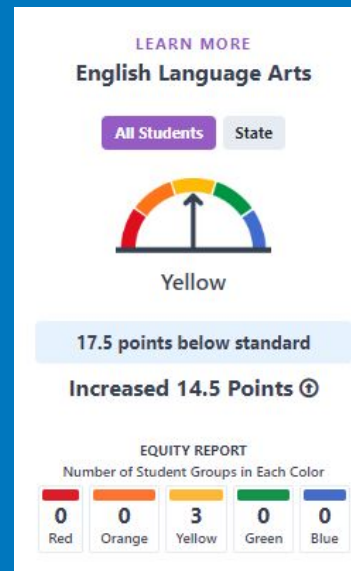 LEARN MORE
English Language Arts
All Students State
Yellow
17.5 points below standard
Increased 14.5 Points
EQUITY REPORT
Number of Student Groups in Each Color
0 0 3 0 0
Red Orange Yellow Green Blue